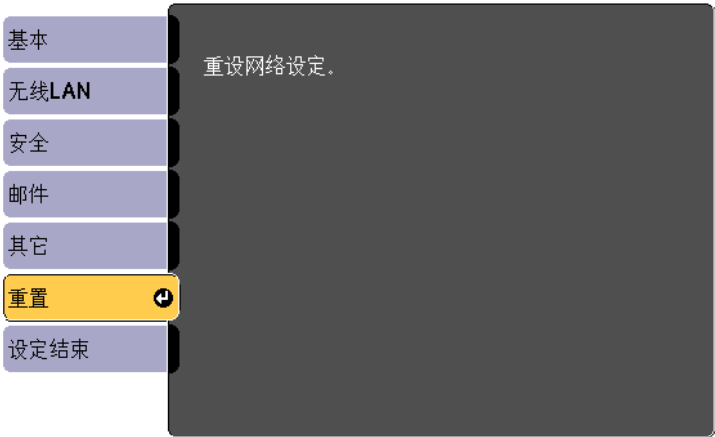 基本
无线LAN
安全
邮件
其它
重置
设定结束
重设网络设定.